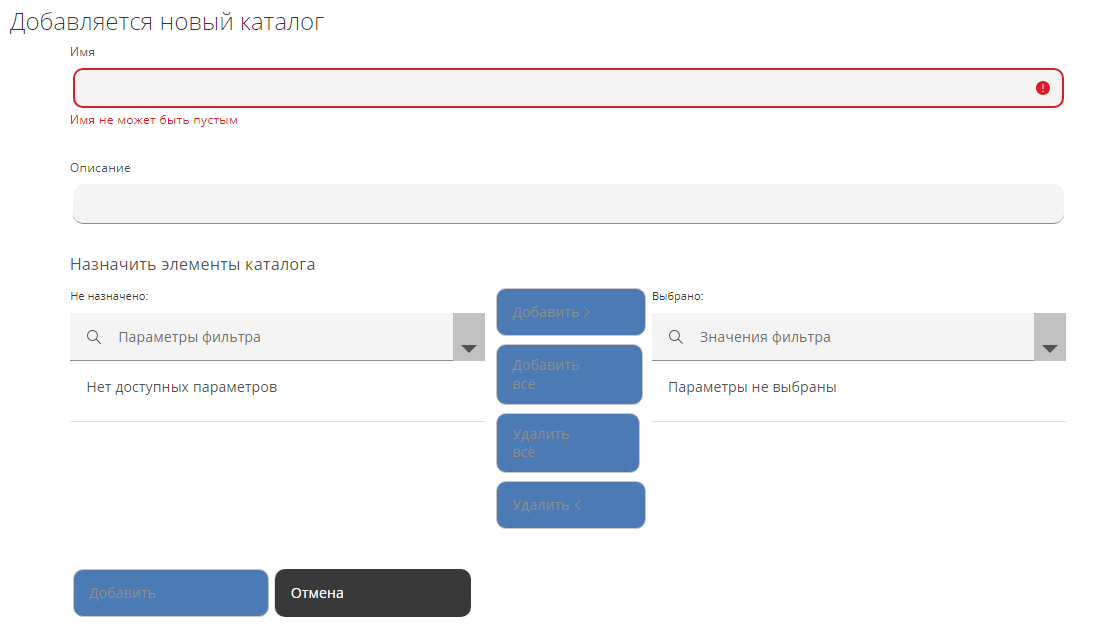 Добавляется новый каталог
Имя
Имя не может быть пустым
Описание
Назначить элементы каталога
Не назначено:
Параметры фильтра
Нет доступных параметров
Добавить >
Добавить
всё
Удалить
всё
Удалить <
Выбрано:
Значения фильтра
Параметры не выбраны
Добавить
Отмена